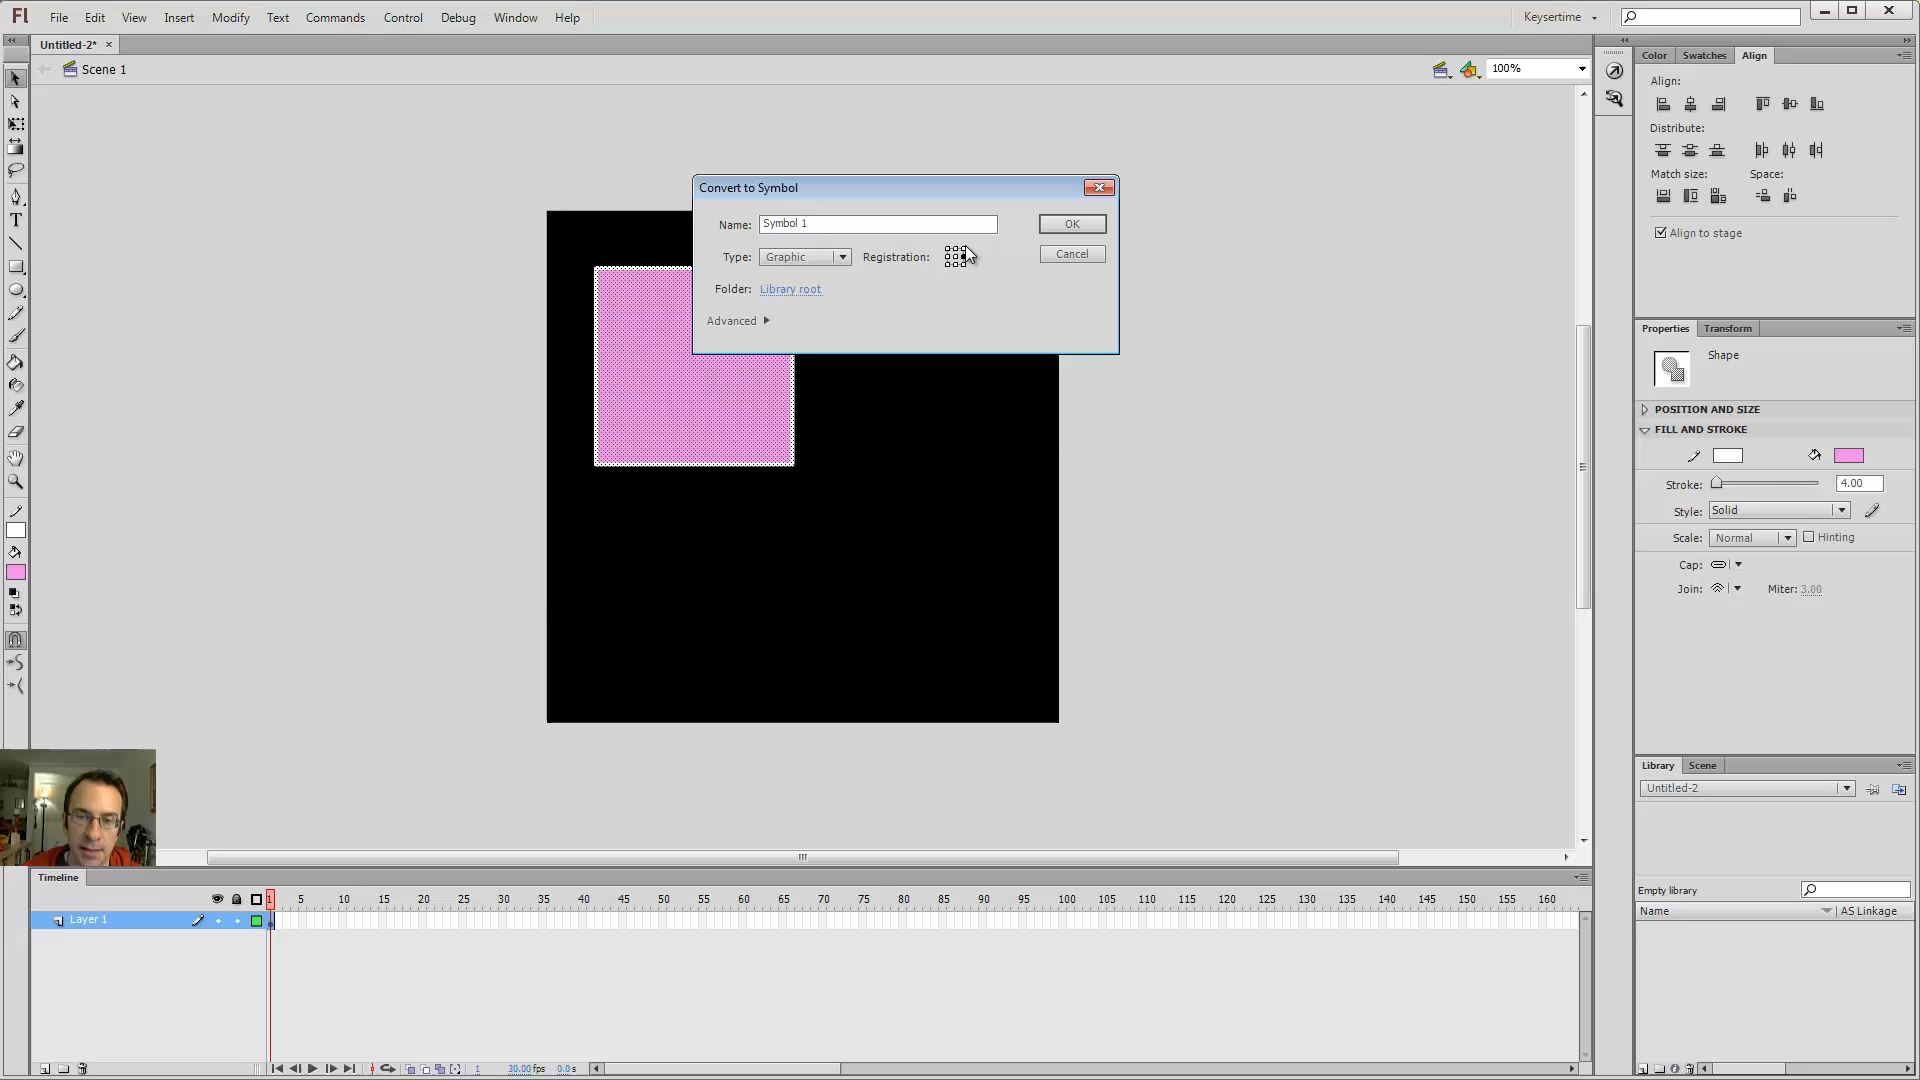 Fl File Edit View Insert Modify Text Commands Control Debug Window Help Keysertime
Untitled-2* ×
Scene 1 100%
Color Swatches Align
Align:
Distribute:
Match size: Space:
Align to stage
Convert to Symbol
Name: Symbol 1 OK
Type: Graphic Registration: Cancel
Folder: Library root
Advanced
Properties Transform
Shape
POSITION AND SIZE
FILL AND STROKE
Stroke: 4.00
Style: Solid
Scale: Normal Hinting
Cap:
Join: Miter: 3.00
Library Scene
Untitled-2
Empty library
Name AS Linkage
Timeline
1 5 10 15 20 25 30 35 40 45 50 55 60 65 70 75 80 85 90 95 100 105 110 115 120 125 130 135 140 145 150 155 160
Layer 1
1 30.00 fps 0.0 s